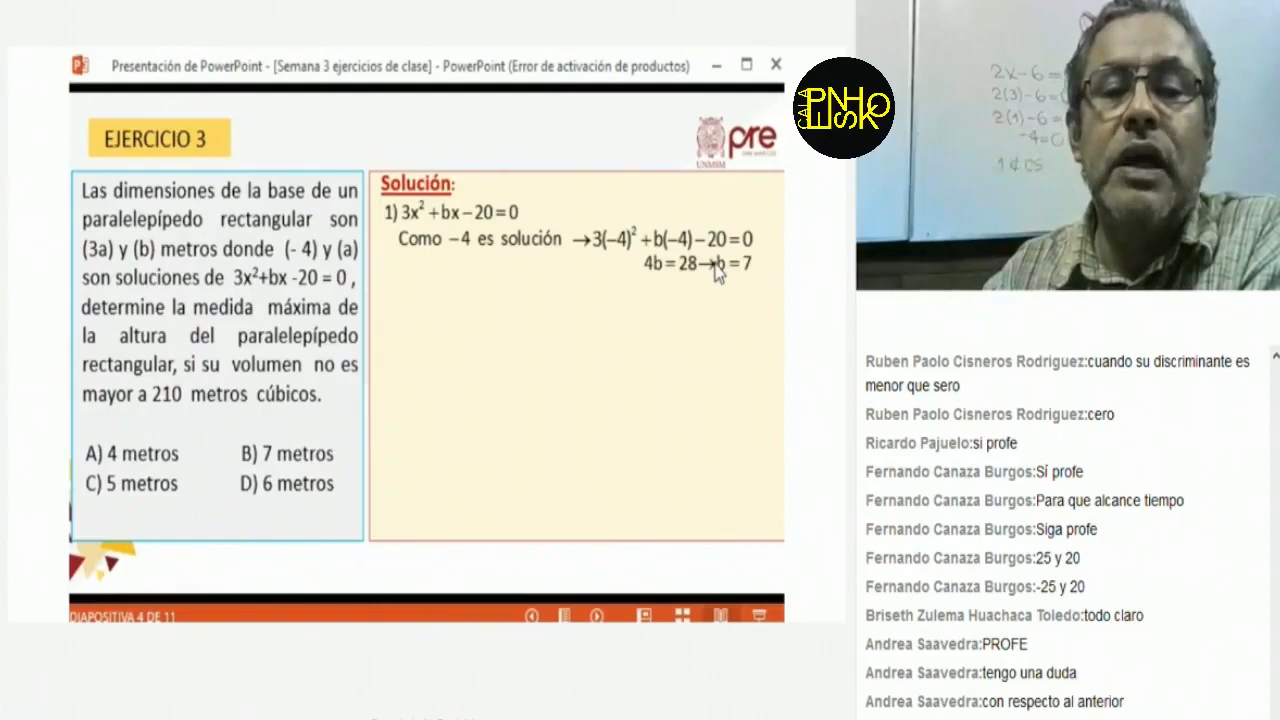 Presentación de PowerPoint - [Semana 3 ejercicios de clase] - PowerPoint (Error de activación de productos)
EJERCICIO 3
UNMSM
pre
Las dimensiones de la base de un
paralelepípedo rectangular son
(3a) y (b) metros donde (- 4) y (a)
son soluciones de 3x²+bx -20 = 0 ,
determine la medida máxima de
la altura del paralelepípedo
rectangular, si su volumen no es
mayor a 210 metros cúbicos.
A) 4 metros
B) 7 metros
C) 5 metros
D) 6 metros
Solución:
1) 3x² + bx − 20 = 0
Como −4 es solución → 3(−4)² + b(−4) − 20 = 0
4b = 28 → b = 7
DIAPOSITIVA 4 DE 11
2x - 6 =
2(3) - 6 =
2(1) - 6 =
-4 = 0
1 ∉ CS
Ruben Paolo Cisneros Rodriguez:cuando su discriminante es
menor que sero
Ruben Paolo Cisneros Rodriguez:cero
Ricardo Pajuelo:si profe
Fernando Canaza Burgos:Sí profe
Fernando Canaza Burgos:Para que alcance tiempo
Fernando Canaza Burgos:Siga profe
Fernando Canaza Burgos:25 y 20
Fernando Canaza Burgos:-25 y 20
Briseth Zulema Huachaca Toledo:todo claro
Andrea Saavedra:PROFE
Andrea Saavedra:tengo una duda
Andrea Saavedra:con respecto al anterior